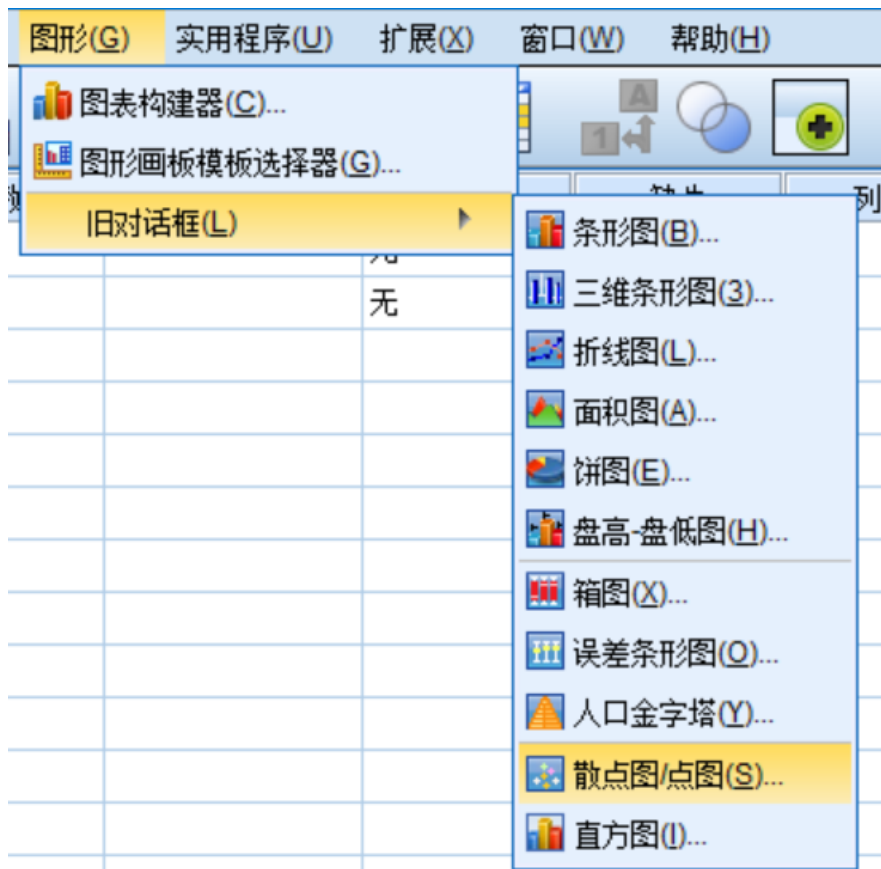 图形(G) 实用程序(U) 扩展(X) 窗口(W) 帮助(H)
图表构建器(C)...
图形画板模板选择器(G)...
旧对话框(L)
列
无
条形图(B)...
三维条形图(3)...
折线图(L)...
面积图(A)...
饼图(E)...
盘高-盘低图(H)...
箱图(X)...
误差条形图(O)...
人口金字塔(Y)...
散点图/点图(S)...
直方图(I)...